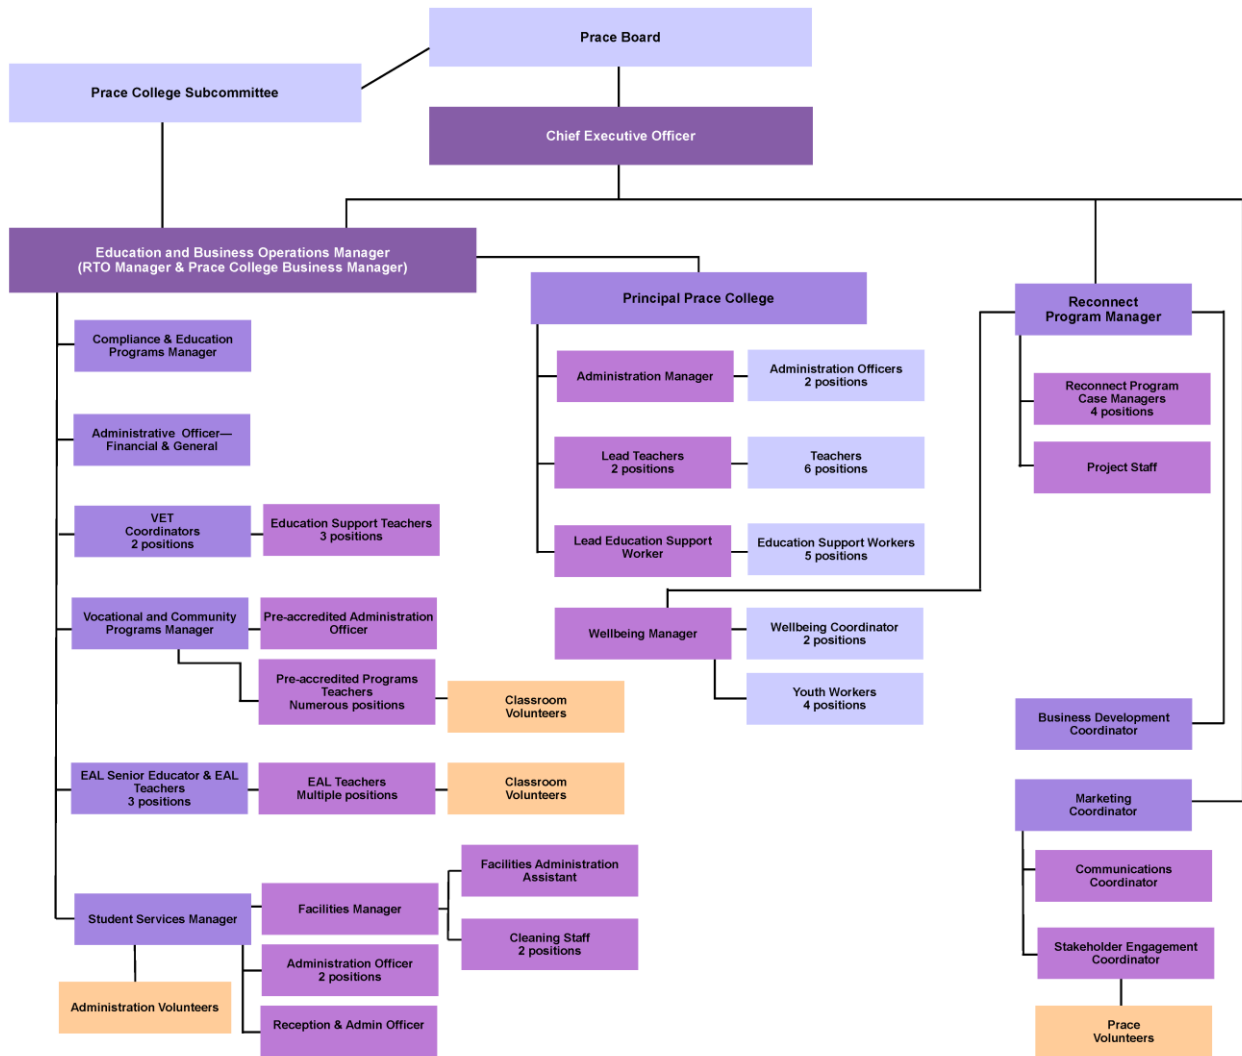 Prace Board
Prace College Subcommittee
Chief Executive Officer
Education and Business Operations Manager
(RTO Manager & Prace College Business Manager)
Principal Prace College
Reconnect
Program Manager
Compliance & Education
Programs Manager
Administrative Officer—
Financial & General
VET
Coordinators
2 positions
Education Support Teachers
3 positions
Vocational and Community
Programs Manager
Pre-accredited Administration
Officer
Pre-accredited Programs
Teachers
Numerous positions
Classroom
Volunteers
EAL Senior Educator & EAL
Teachers
3 positions
EAL Teachers
Multiple positions
Classroom
Volunteers
Student Services Manager
Facilities Manager
Facilities Administration
Assistant
Cleaning Staff
2 positions
Administration Officer
2 positions
Reception & Admin Officer
Administration Volunteers
Administration Manager
Administration Officers
2 positions
Lead Teachers
2 positions
Teachers
6 positions
Lead Education Support
Worker
Education Support Workers
5 positions
Wellbeing Manager
Wellbeing Coordinator
2 positions
Youth Workers
4 positions
Reconnect Program
Case Managers
4 positions
Project Staff
Business Development
Coordinator
Marketing
Coordinator
Communications
Coordinator
Stakeholder Engagement
Coordinator
Prace
Volunteers